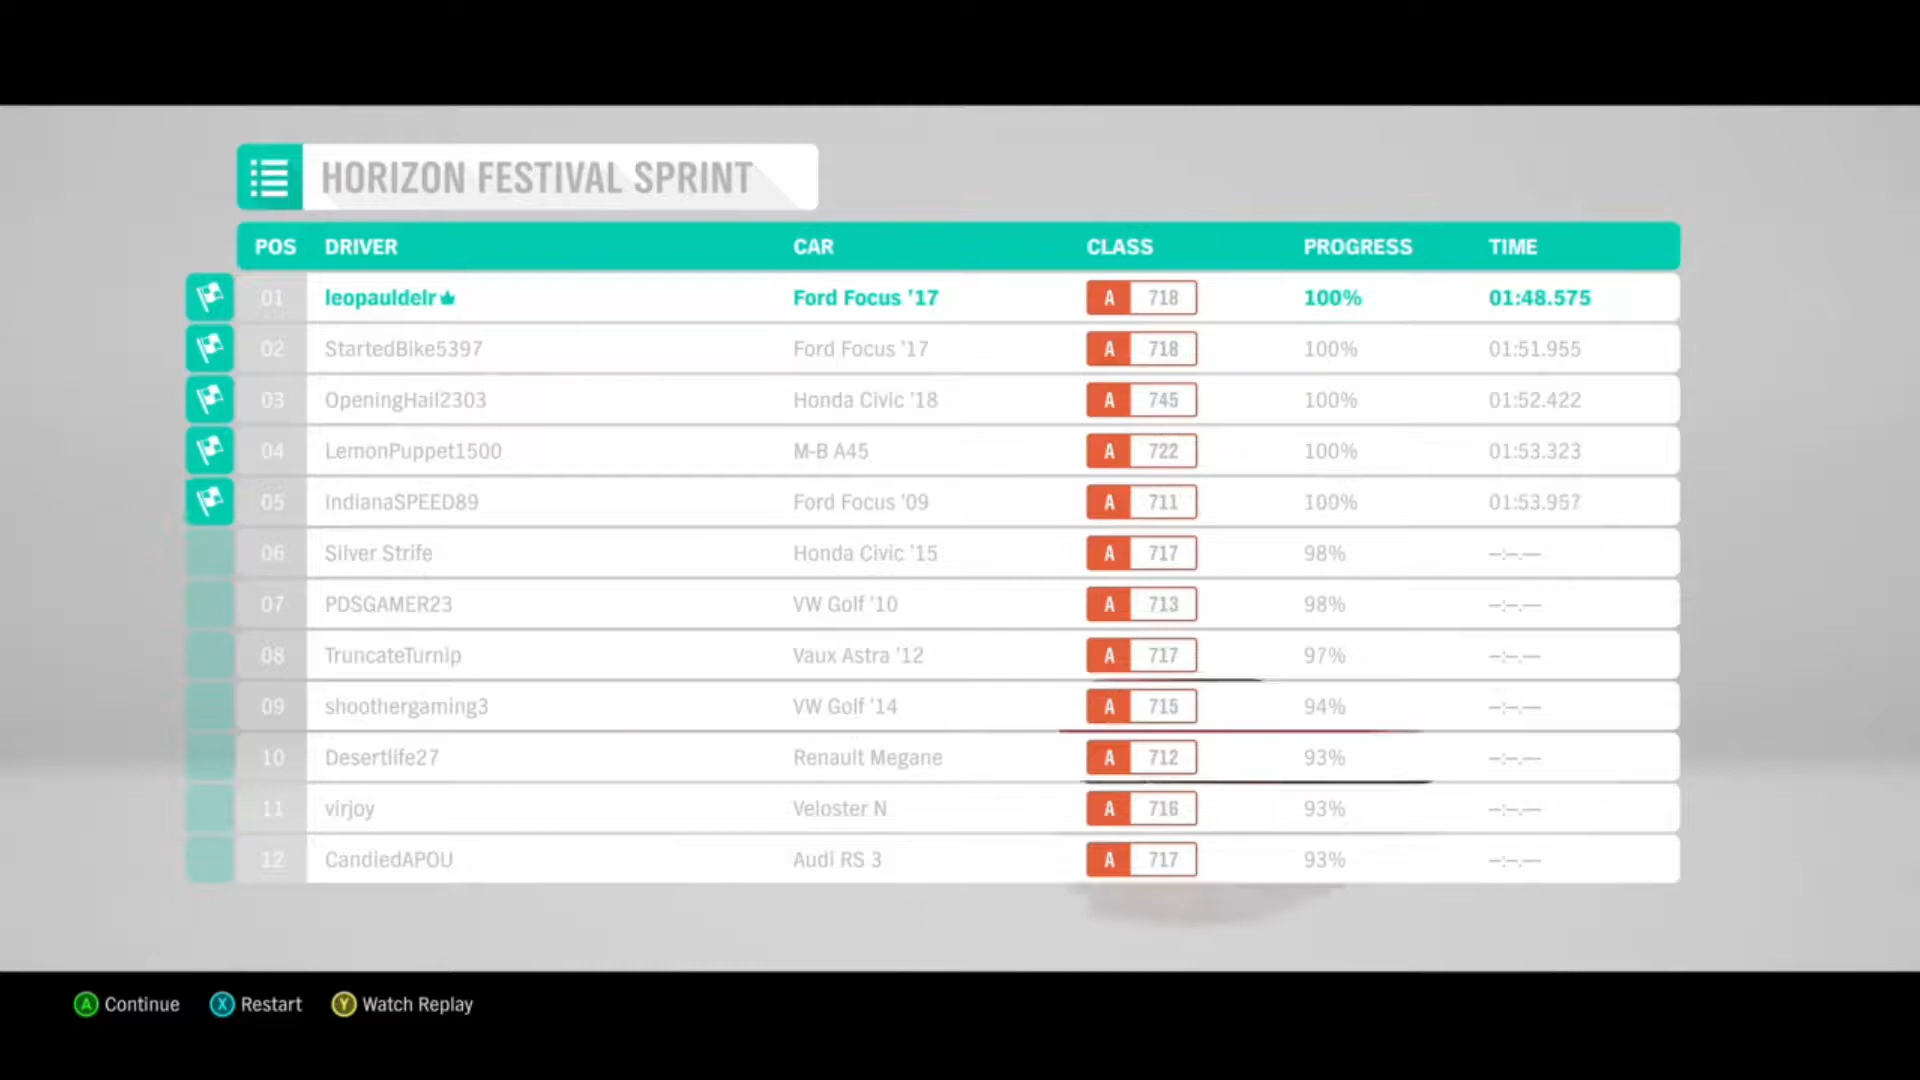 HORIZON FESTIVAL SPRINT
POS DRIVER CAR CLASS PROGRESS TIME
01 leopauldelr Ford Focus '17 A 718 100% 01:48.575
02 StartedBike5397 Ford Focus '17 A 718 100% 01:51.955
03 OpeningHail2303 Honda Civic '18 A 745 100% 01:52.422
04 LemonPuppet1500 M-B A45 A 722 100% 01:53.323
05 IndianaSPEED89 Ford Focus '09 A 711 100% 01:53.957
06 Silver Strife Honda Civic '15 A 717 98% --:--.---
07 PDSGAMER23 VW Golf '10 A 713 98% --:--.---
08 TruncateTurnip Vaux Astra '12 A 717 97% --:--.---
09 shoothergaming3 VW Golf '14 A 715 94% --:--.---
10 Desertlife27 Renault Megane A 712 93% --:--.---
11 virjoy Veloster N A 716 93% --:--.---
12 CandiedAPOU Audi RS 3 A 717 93% --:--.---
A Continue X Restart Y Watch Replay